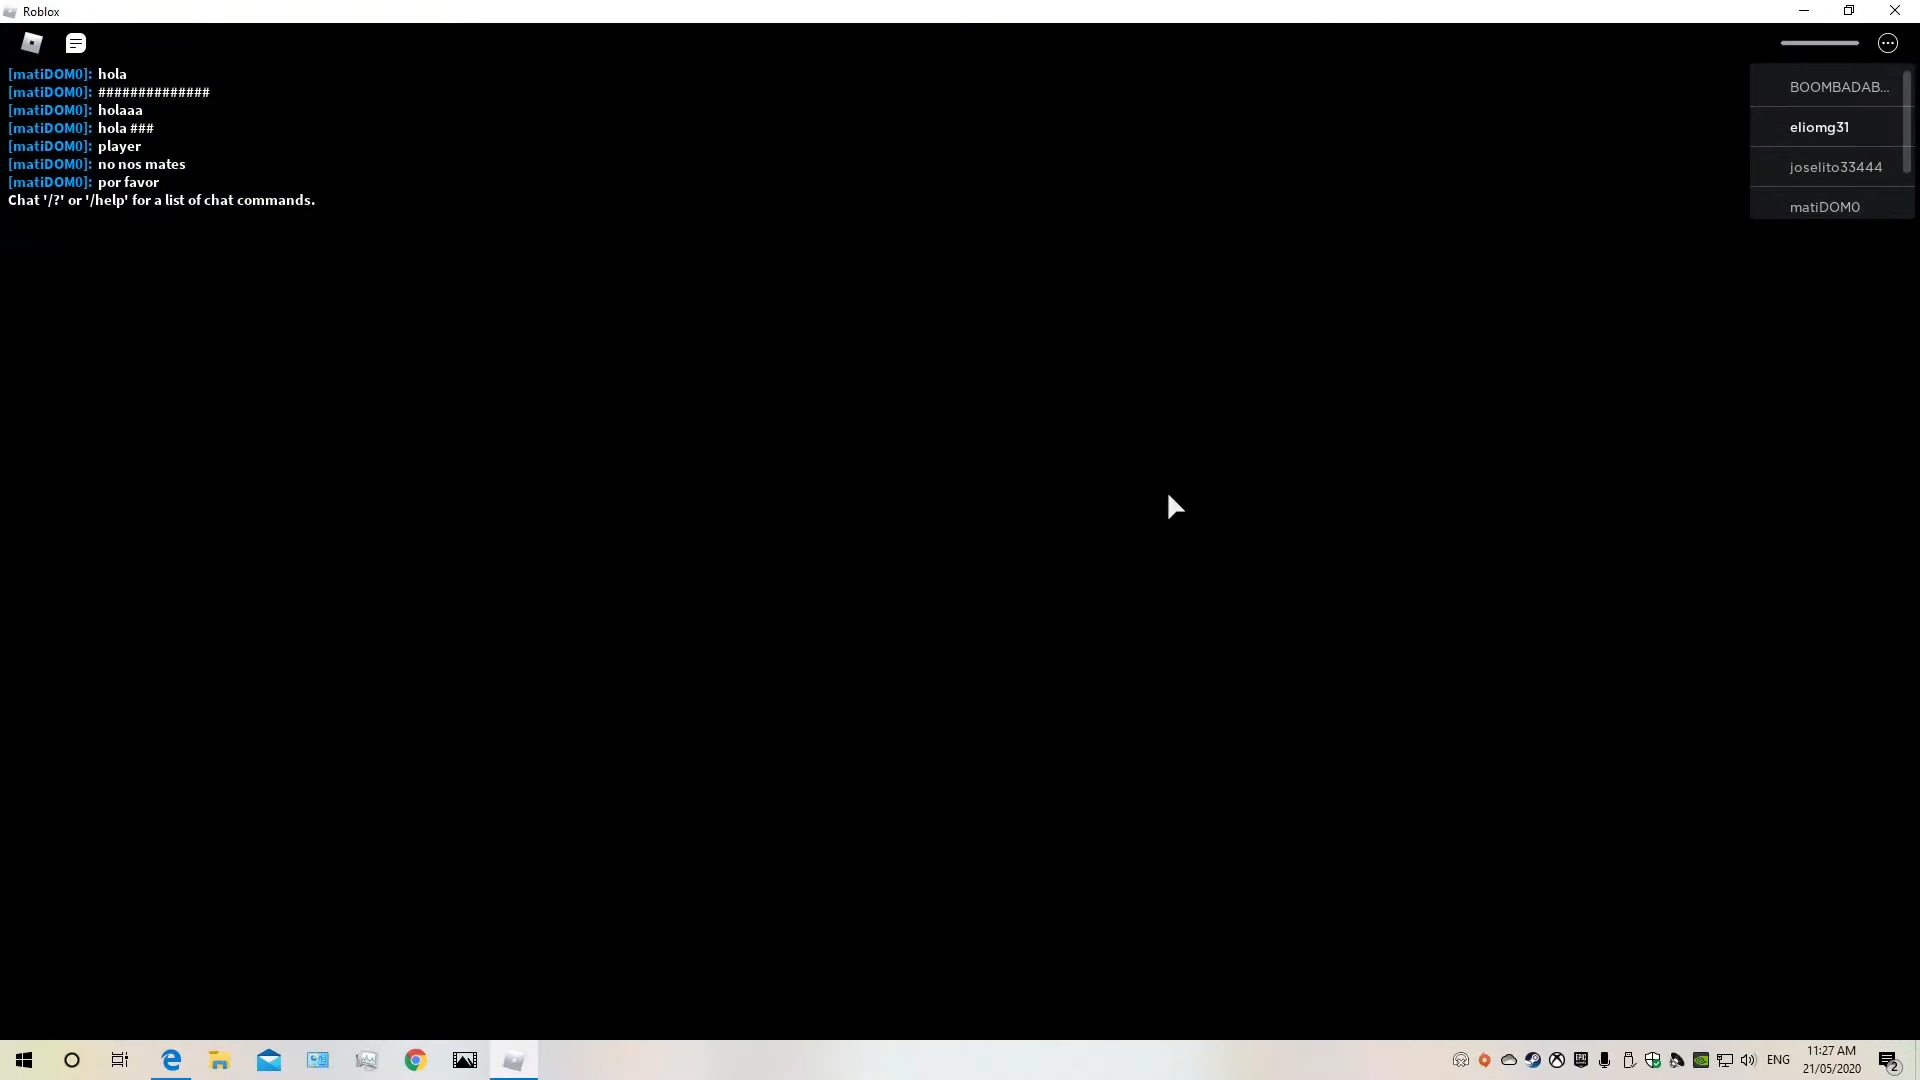 Roblox
[matiDOM0]: hola
[matiDOM0]: ##############
[matiDOM0]: holaaa
[matiDOM0]: hola ###
[matiDOM0]: player
[matiDOM0]: no nos mates
[matiDOM0]: por favor
Chat '/?' or '/help' for a list of chat commands.
BOOMBADAB...
eliomg31
joselito33444
matiDOM0
ENG
11:27 AM
21/05/2020
2